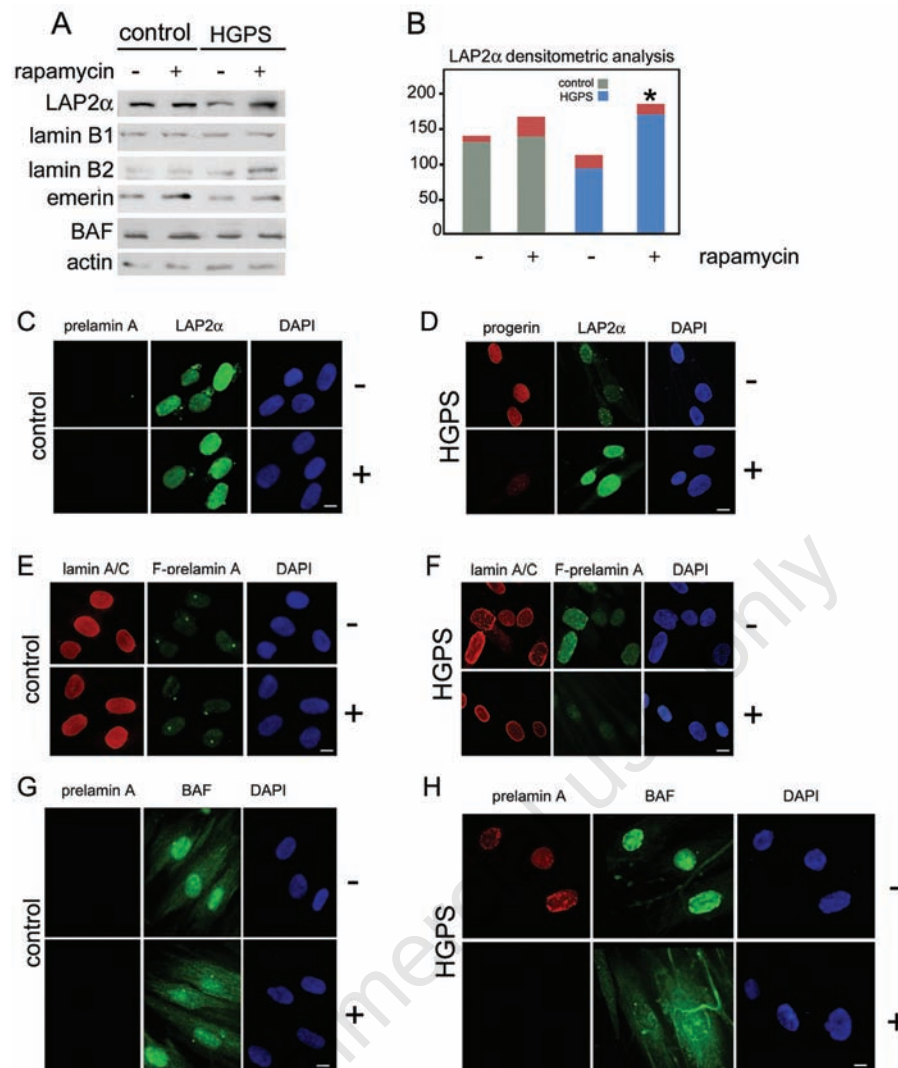 A
control HGPS
rapamycin - + - +
LAP2α
lamin B1
lamin B2
emerin
BAF
actin
B
LAP2α densitometric analysis
control
HGPS
200
150
100
50
0
*
- + - + rapamycin
C
prelamin A LAP2α DAPI
control
-
+
D
progerin LAP2α DAPI
HGPS
-
+
E
lamin A/C F-prelamin A DAPI
control
-
+
F
lamin A/C F-prelamin A DAPI
HGPS
-
+
G
prelamin A BAF DAPI
control
-
+
H
prelamin A BAF DAPI
HGPS
-
+
only